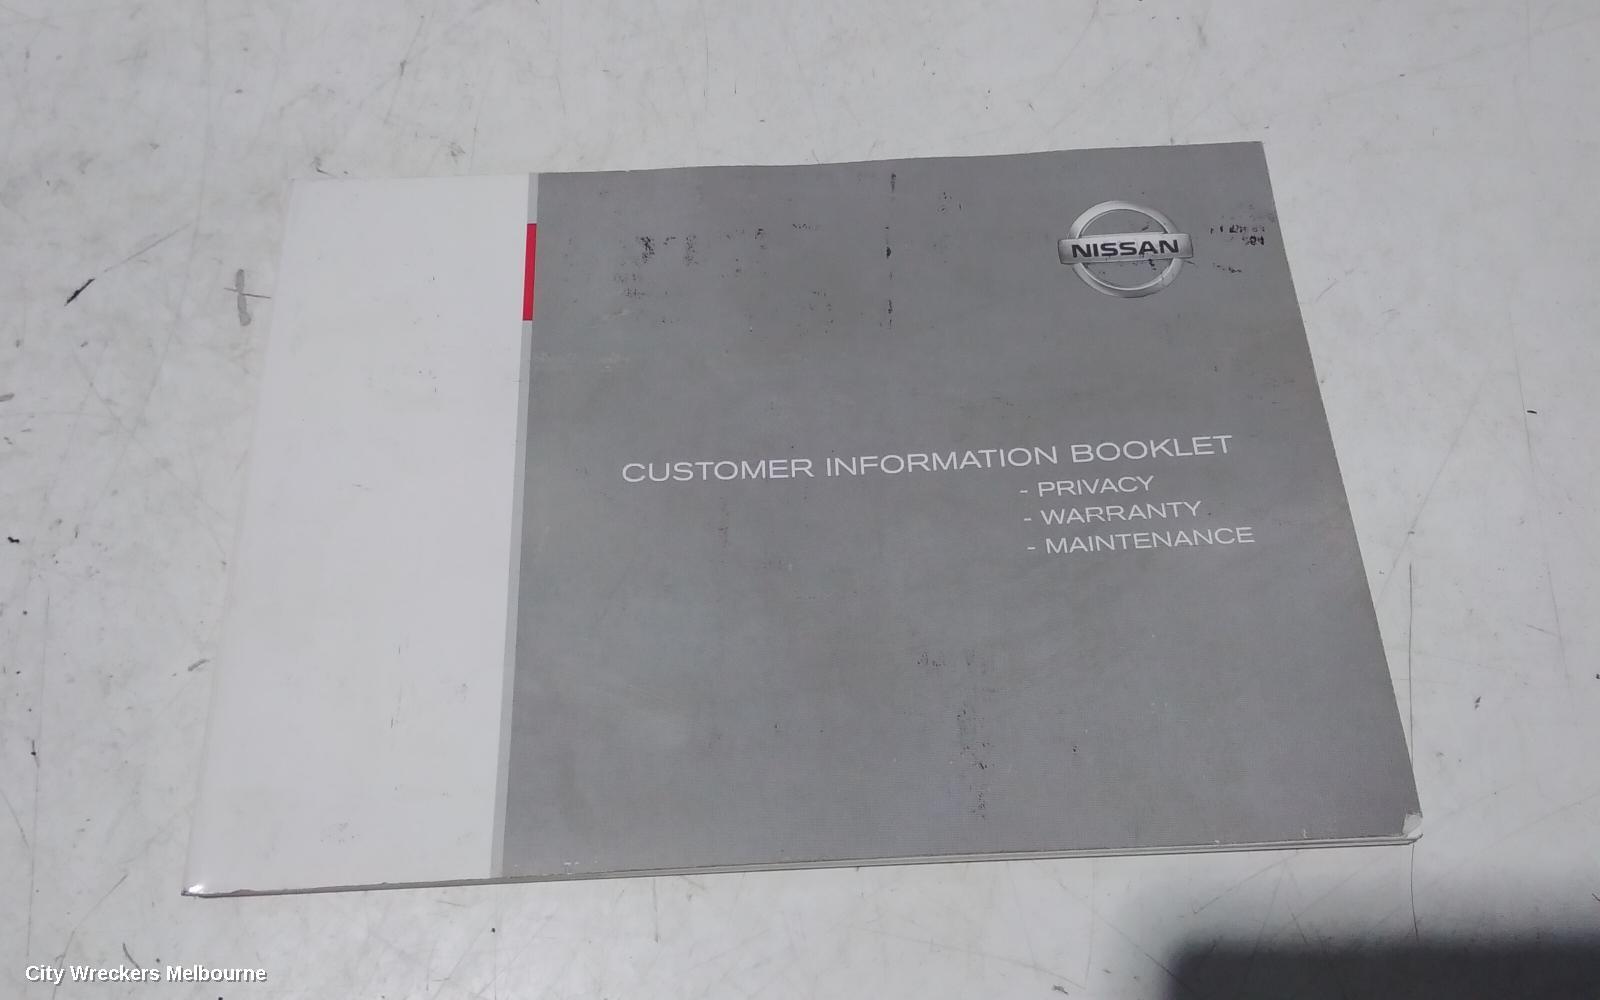 NISSAN
CUSTOMER INFORMATION BOOKLET
- PRIVACY
- WARRANTY
- MAINTENANCE
City Wreckers Melbourne